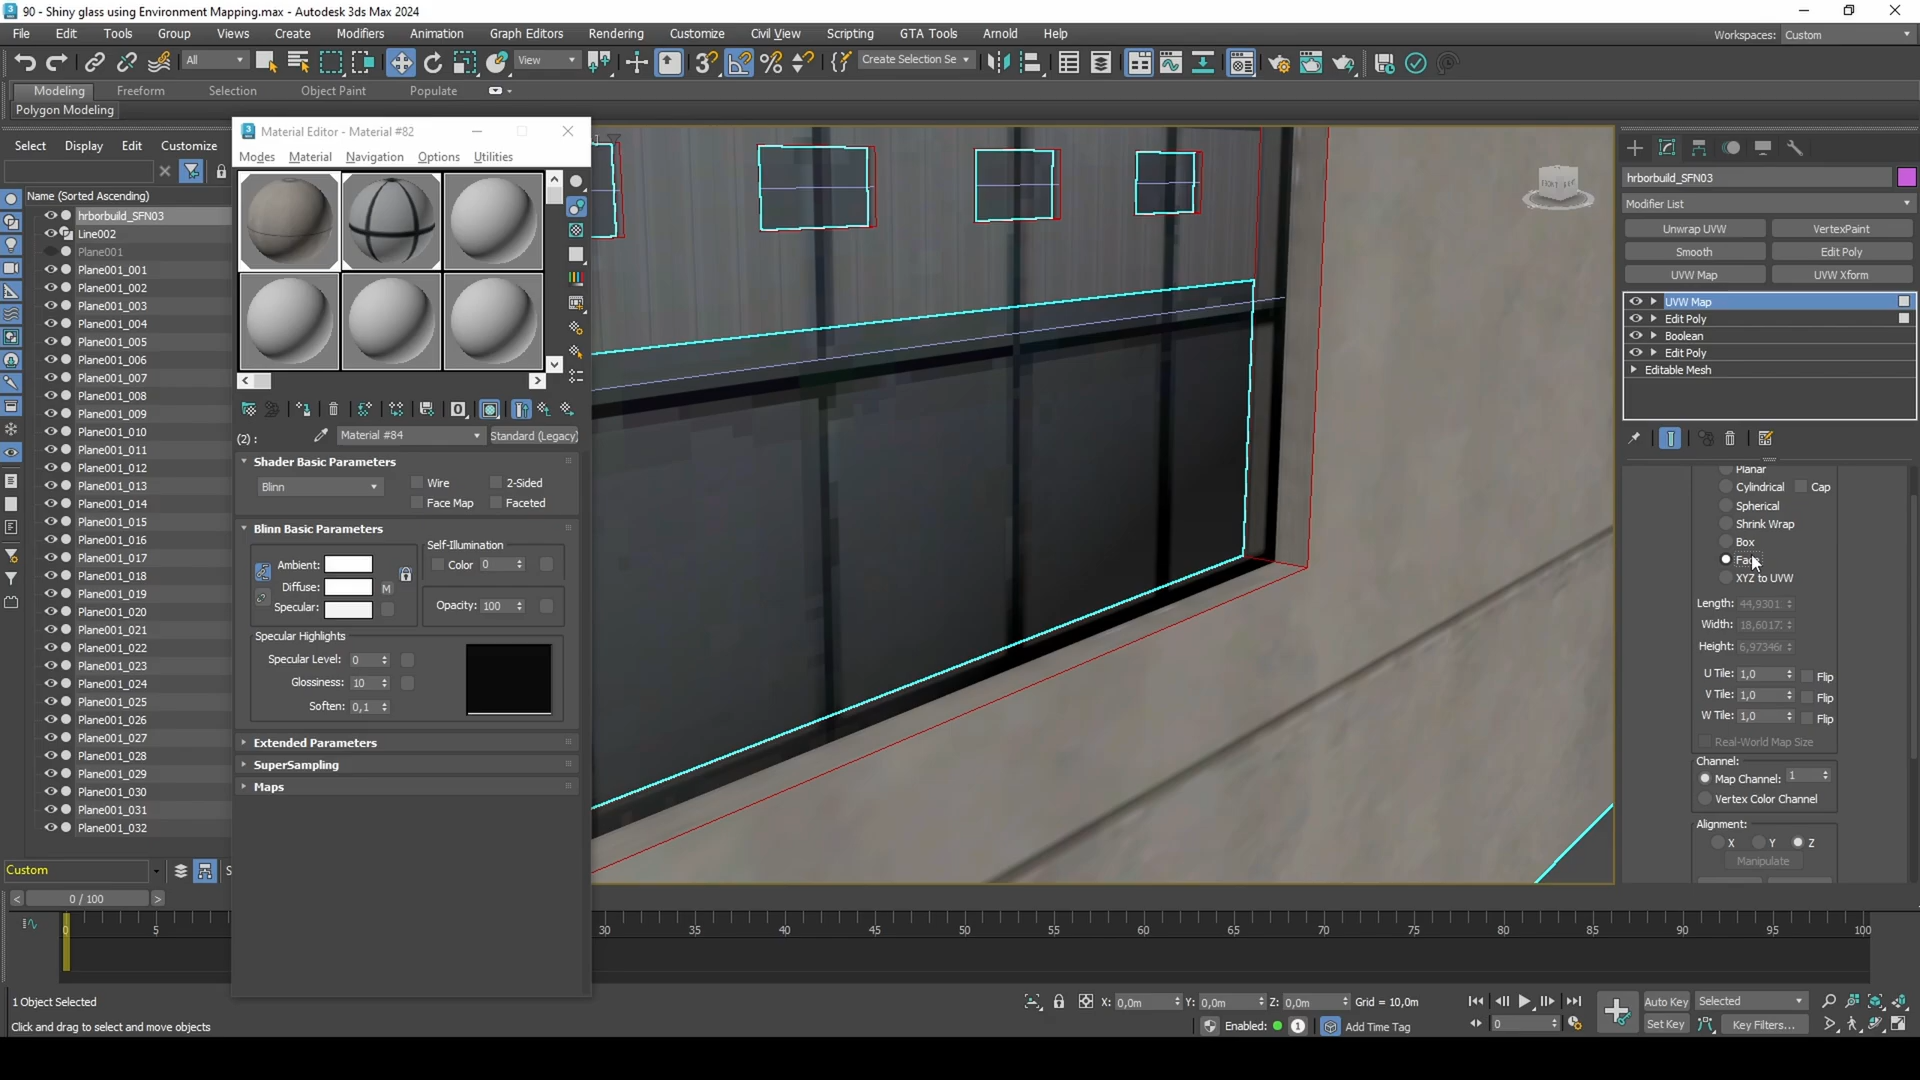 90 - Shiny glass using Environment Mapping.max - Autodesk 3ds Max 2024
File Edit Tools Group Views Create Modifiers Animation Graph Editors Rendering Customize Civil View Scripting GTA Tools Arnold Help
Workspaces: Custom
All View Create Selection Se
Modeling Freeform Selection Object Paint Populate
Polygon Modeling
Select Display Edit Customize
Name (Sorted Ascending)
hrborbuild_SFN03
Line002
Plane001
Plane001_001
Plane001_002
Plane001_003
Plane001_004
Plane001_005
Plane001_006
Plane001_007
Plane001_008
Plane001_009
Plane001_010
Plane001_011
Plane001_012
Plane001_013
Plane001_014
Plane001_015
Plane001_016
Plane001_017
Plane001_018
Plane001_019
Plane001_020
Plane001_021
Plane001_022
Plane001_023
Plane001_024
Plane001_025
Plane001_026
Plane001_027
Plane001_028
Plane001_029
Plane001_030
Plane001_031
Plane001_032
Custom
Material Editor - Material #82
Modes Material Navigation Options Utilities
(2) : Material #84 Standard (Legacy)
Shader Basic Parameters
Blinn Wire 2-Sided
Face Map Faceted
Blinn Basic Parameters
Self-Illumination
Ambient: Color 0
Diffuse: M
Specular: Opacity: 100
Specular Highlights
Specular Level: 0
Glossiness: 10
Soften: 0,1
Extended Parameters
SuperSampling
Maps
hrborbuild_SFN03
Modifier List
Unwrap UVW VertexPaint
Smooth Edit Poly
UVW Map UVW Xform
UVW Map
Edit Poly
Boolean
Edit Poly
Editable Mesh
Planar
Cylindrical Cap
Spherical
Shrink Wrap
Box
XYZ to UVW
Length: 44,9301
Width: 18,6017
Height: 6,97346
U Tile: 1,0 Flip
V Tile: 1,0 Flip
W Tile: 1,0 Flip
Real-World Map Size
Channel:
Map Channel: 1
Vertex Color Channel
Alignment:
X Y Z
Manipulate
0 / 100
0 5 30 35 40 45 50 55 60 65 70 75 80 85 90 95 100
1 Object Selected
Click and drag to select and move objects
X: 0,0m Y: 0,0m Z: 0,0m Grid = 10,0m
Enabled: 1 Add Time Tag
Auto Key Selected
0 Set Key Key Filters...